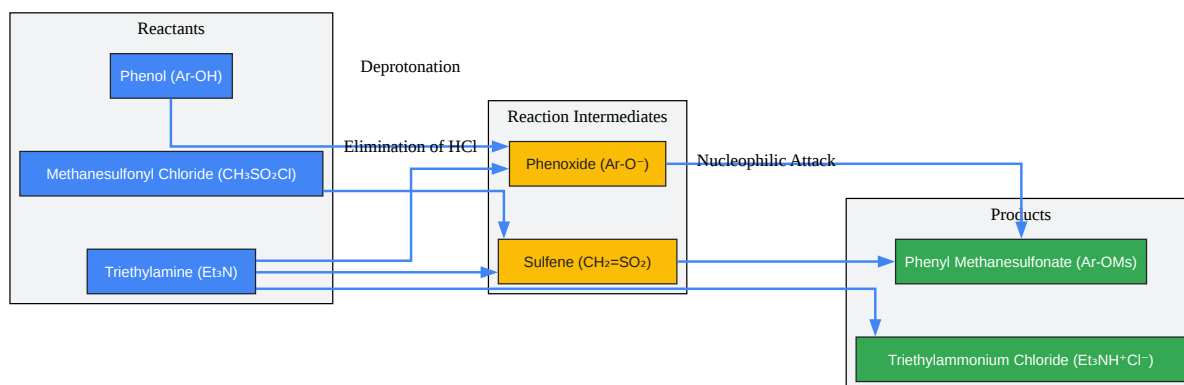 Reactants
Phenol (Ar-OH)
Deprotonation
Reaction Intermediates
Elimination of HCl
Phenoxide (Ar-O⁻)
Nucleophilic Attack
Methanesulfonyl Chloride (CH₃SO₂Cl)
Products
Triethylamine (Et₃N)
Sulfene (CH₂=SO₂)
Phenyl Methanesulfonate (Ar-OMs)
Triethylammonium Chloride (Et₃NH⁺Cl⁻)